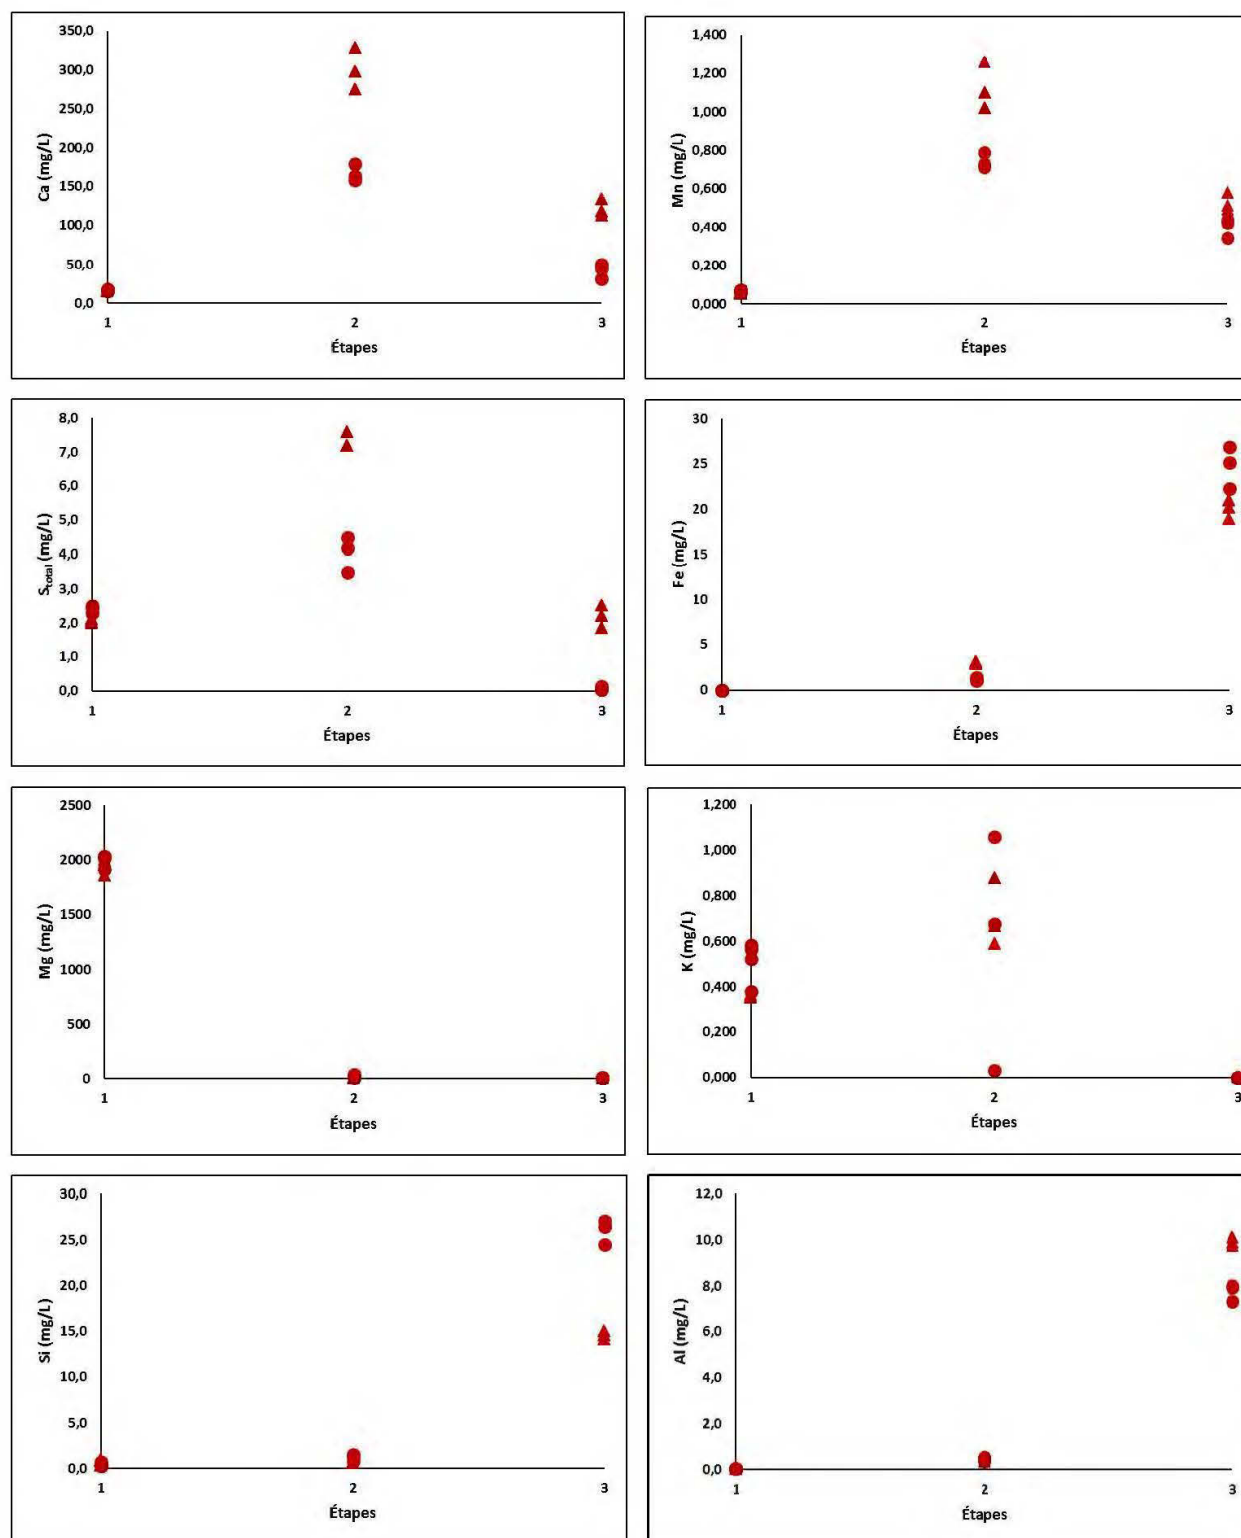 350,0
300,0
250,0
200,0
150,0
100,0
50,0
0,0
Ca (mg/L)
1 2 3
Étapes
1,400
1,200
1,000
0,800
0,600
0,400
0,200
0,000
Mn (mg/L)
1 2 3
Étapes
8,0
7,0
6,0
5,0
4,0
3,0
2,0
1,0
0,0
Stotal (mg/L)
1 2 3
Étapes
30
25
20
15
10
5
0
Fe (mg/L)
1 2 3
Étapes
2500
2000
1500
1000
500
0
Mg (mg/L)
1 2 3
Étapes
1,200
1,000
0,800
0,600
0,400
0,200
0,000
K (mg/L)
1 2 3
Étapes
30,0
25,0
20,0
15,0
10,0
5,0
0,0
Si (mg/L)
1 2 3
Étapes
12,0
10,0
8,0
6,0
4,0
2,0
0,0
Al (mg/L)
1 2 3
Étapes